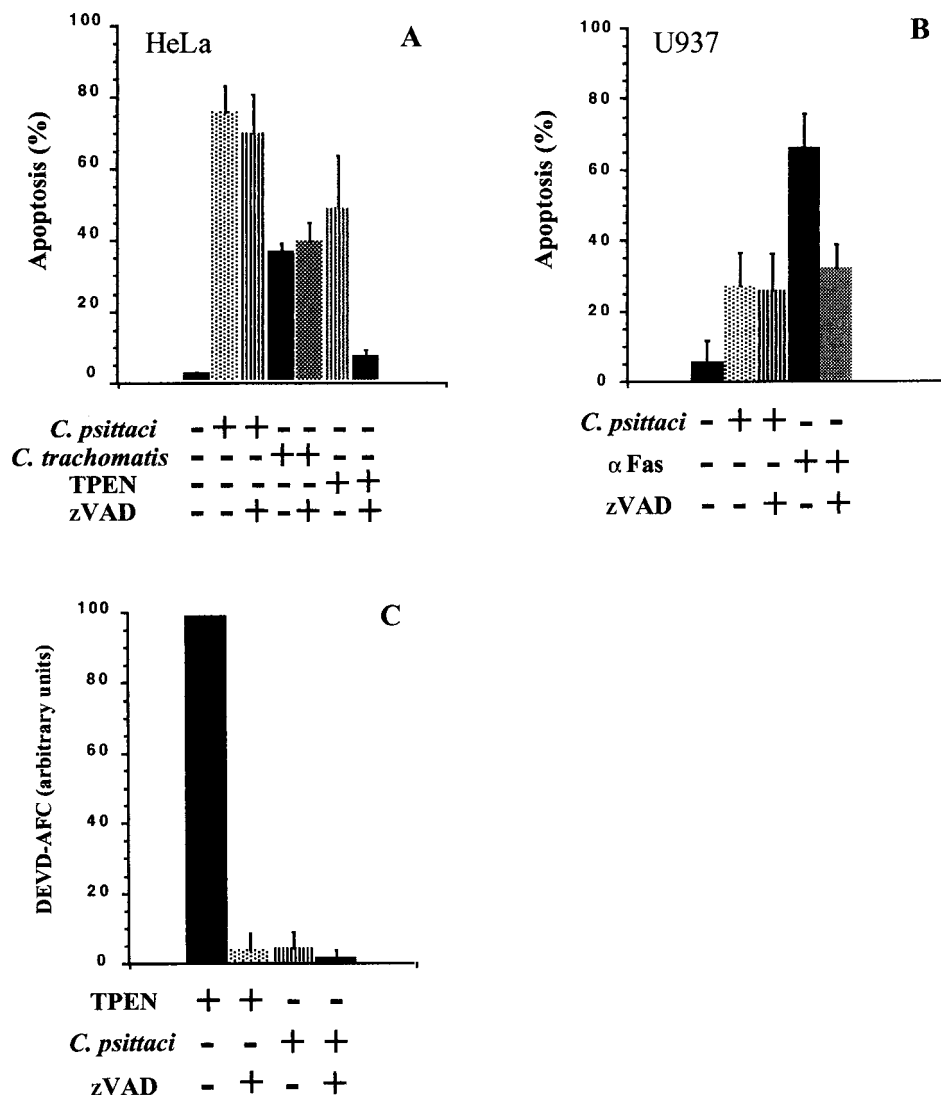 HeLa
A
Apoptosis (%)
100
80
60
40
20
0
C. psittaci - + + - - - -
C. trachomatis - - - + + - -
TPEN - - - - - + +
zVAD - - + - + - +
U937
B
Apoptosis (%)
100
80
60
40
20
0
C. psittaci - + + - -
α Fas - - - + +
zVAD - - + - +
C
DEVD-AFC (arbitrary units)
100
80
60
40
20
0
TPEN + + - -
C. psittaci - - + +
zVAD - + - +